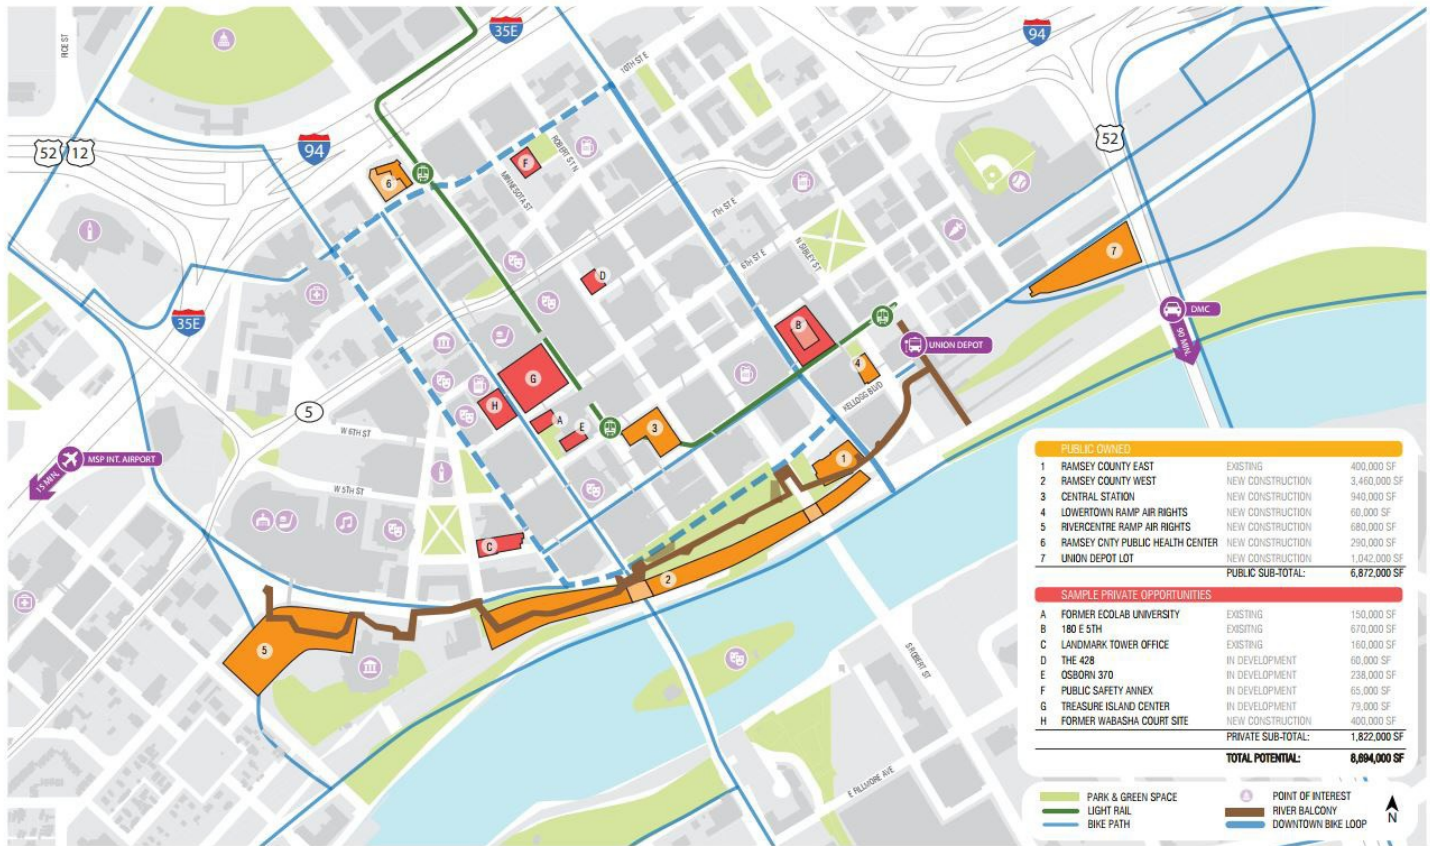 RICE ST
35E
94
10TH ST E
52
12
94
52
ROBERT ST N
F
6
MINNESOTA ST
7TH ST E
N SIBLEY ST
6TH ST E
7
D
35E
DMC
90 MIN.
B
UNION DEPOT
4
G
KELLOGG BLVD
H
5
A
E
3
W 6TH ST
MSP INT. AIRPORT
15 MIN.
1
W 5TH ST
C
2
5
S ROBERT ST
E FILLMORE AVE
PUBLIC OWNED
1 RAMSEY COUNTY EAST EXISTING 400,000 SF
2 RAMSEY COUNTY WEST NEW CONSTRUCTION 3,460,000 SF
3 CENTRAL STATION NEW CONSTRUCTION 940,000 SF
4 LOWERTOWN RAMP AIR RIGHTS NEW CONSTRUCTION 60,000 SF
5 RIVERCENTRE RAMP AIR RIGHTS NEW CONSTRUCTION 680,000 SF
6 RAMSEY CNTY PUBLIC HEALTH CENTER NEW CONSTRUCTION 290,000 SF
7 UNION DEPOT LOT NEW CONSTRUCTION 1,042,000 SF
PUBLIC SUB-TOTAL: 6,872,000 SF
SAMPLE PRIVATE OPPORTUNITIES
A FORMER ECOLAB UNIVERSITY EXISTING 150,000 SF
B 180 E 5TH EXISITNG 670,000 SF
C LANDMARK TOWER OFFICE EXISTING 160,000 SF
D THE 428 IN DEVELOPMENT 60,000 SF
E OSBORN 370 IN DEVELOPMENT 238,000 SF
F PUBLIC SAFETY ANNEX IN DEVELOPMENT 65,000 SF
G TREASURE ISLAND CENTER IN DEVELOPMENT 79,000 SF
H FORMER WABASHA COURT SITE NEW CONSTRUCTION 400,000 SF
PRIVATE SUB-TOTAL: 1,822,000 SF
TOTAL POTENTIAL: 8,694,000 SF
PARK & GREEN SPACE
LIGHT RAIL
BIKE PATH
POINT OF INTEREST
RIVER BALCONY
DOWNTOWN BIKE LOOP
N